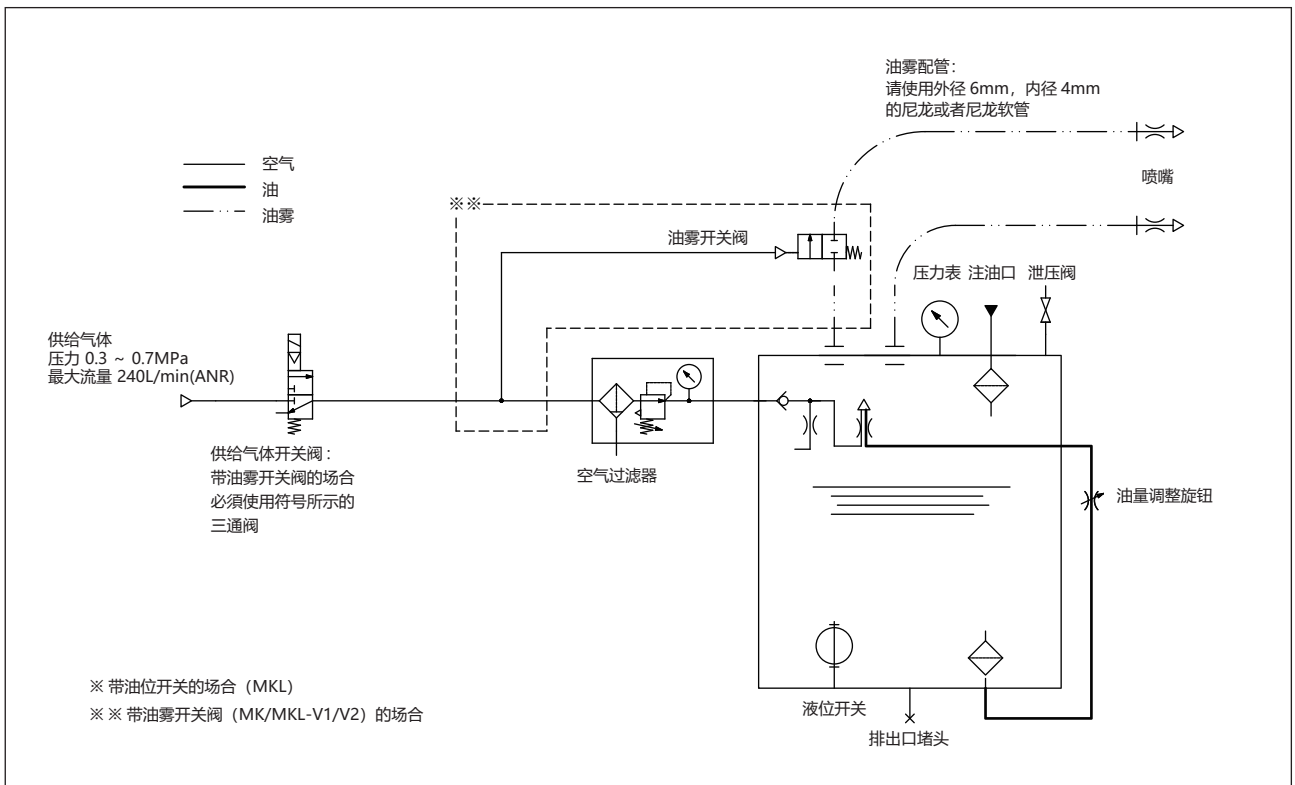 油雾配管：
请使用外径 6mm，内径 4mm
的尼龙或者尼龙软管
空气
油
油雾
喷嘴
※※
油雾开关阀
压力表
注油口
泄压阀
供给气体
压力 0.3 ~ 0.7MPa
最大流量 240L/min(ANR)
供给气体开关阀：
带油雾开关阀的场合
必须使用符号所示的
三通阀
空气过滤器
油量调整旋钮
液位开关
排出口堵头
※ 带油位开关的场合（MKL）
※ ※ 带油雾开关阀（MK/MKL-V1/V2）的场合